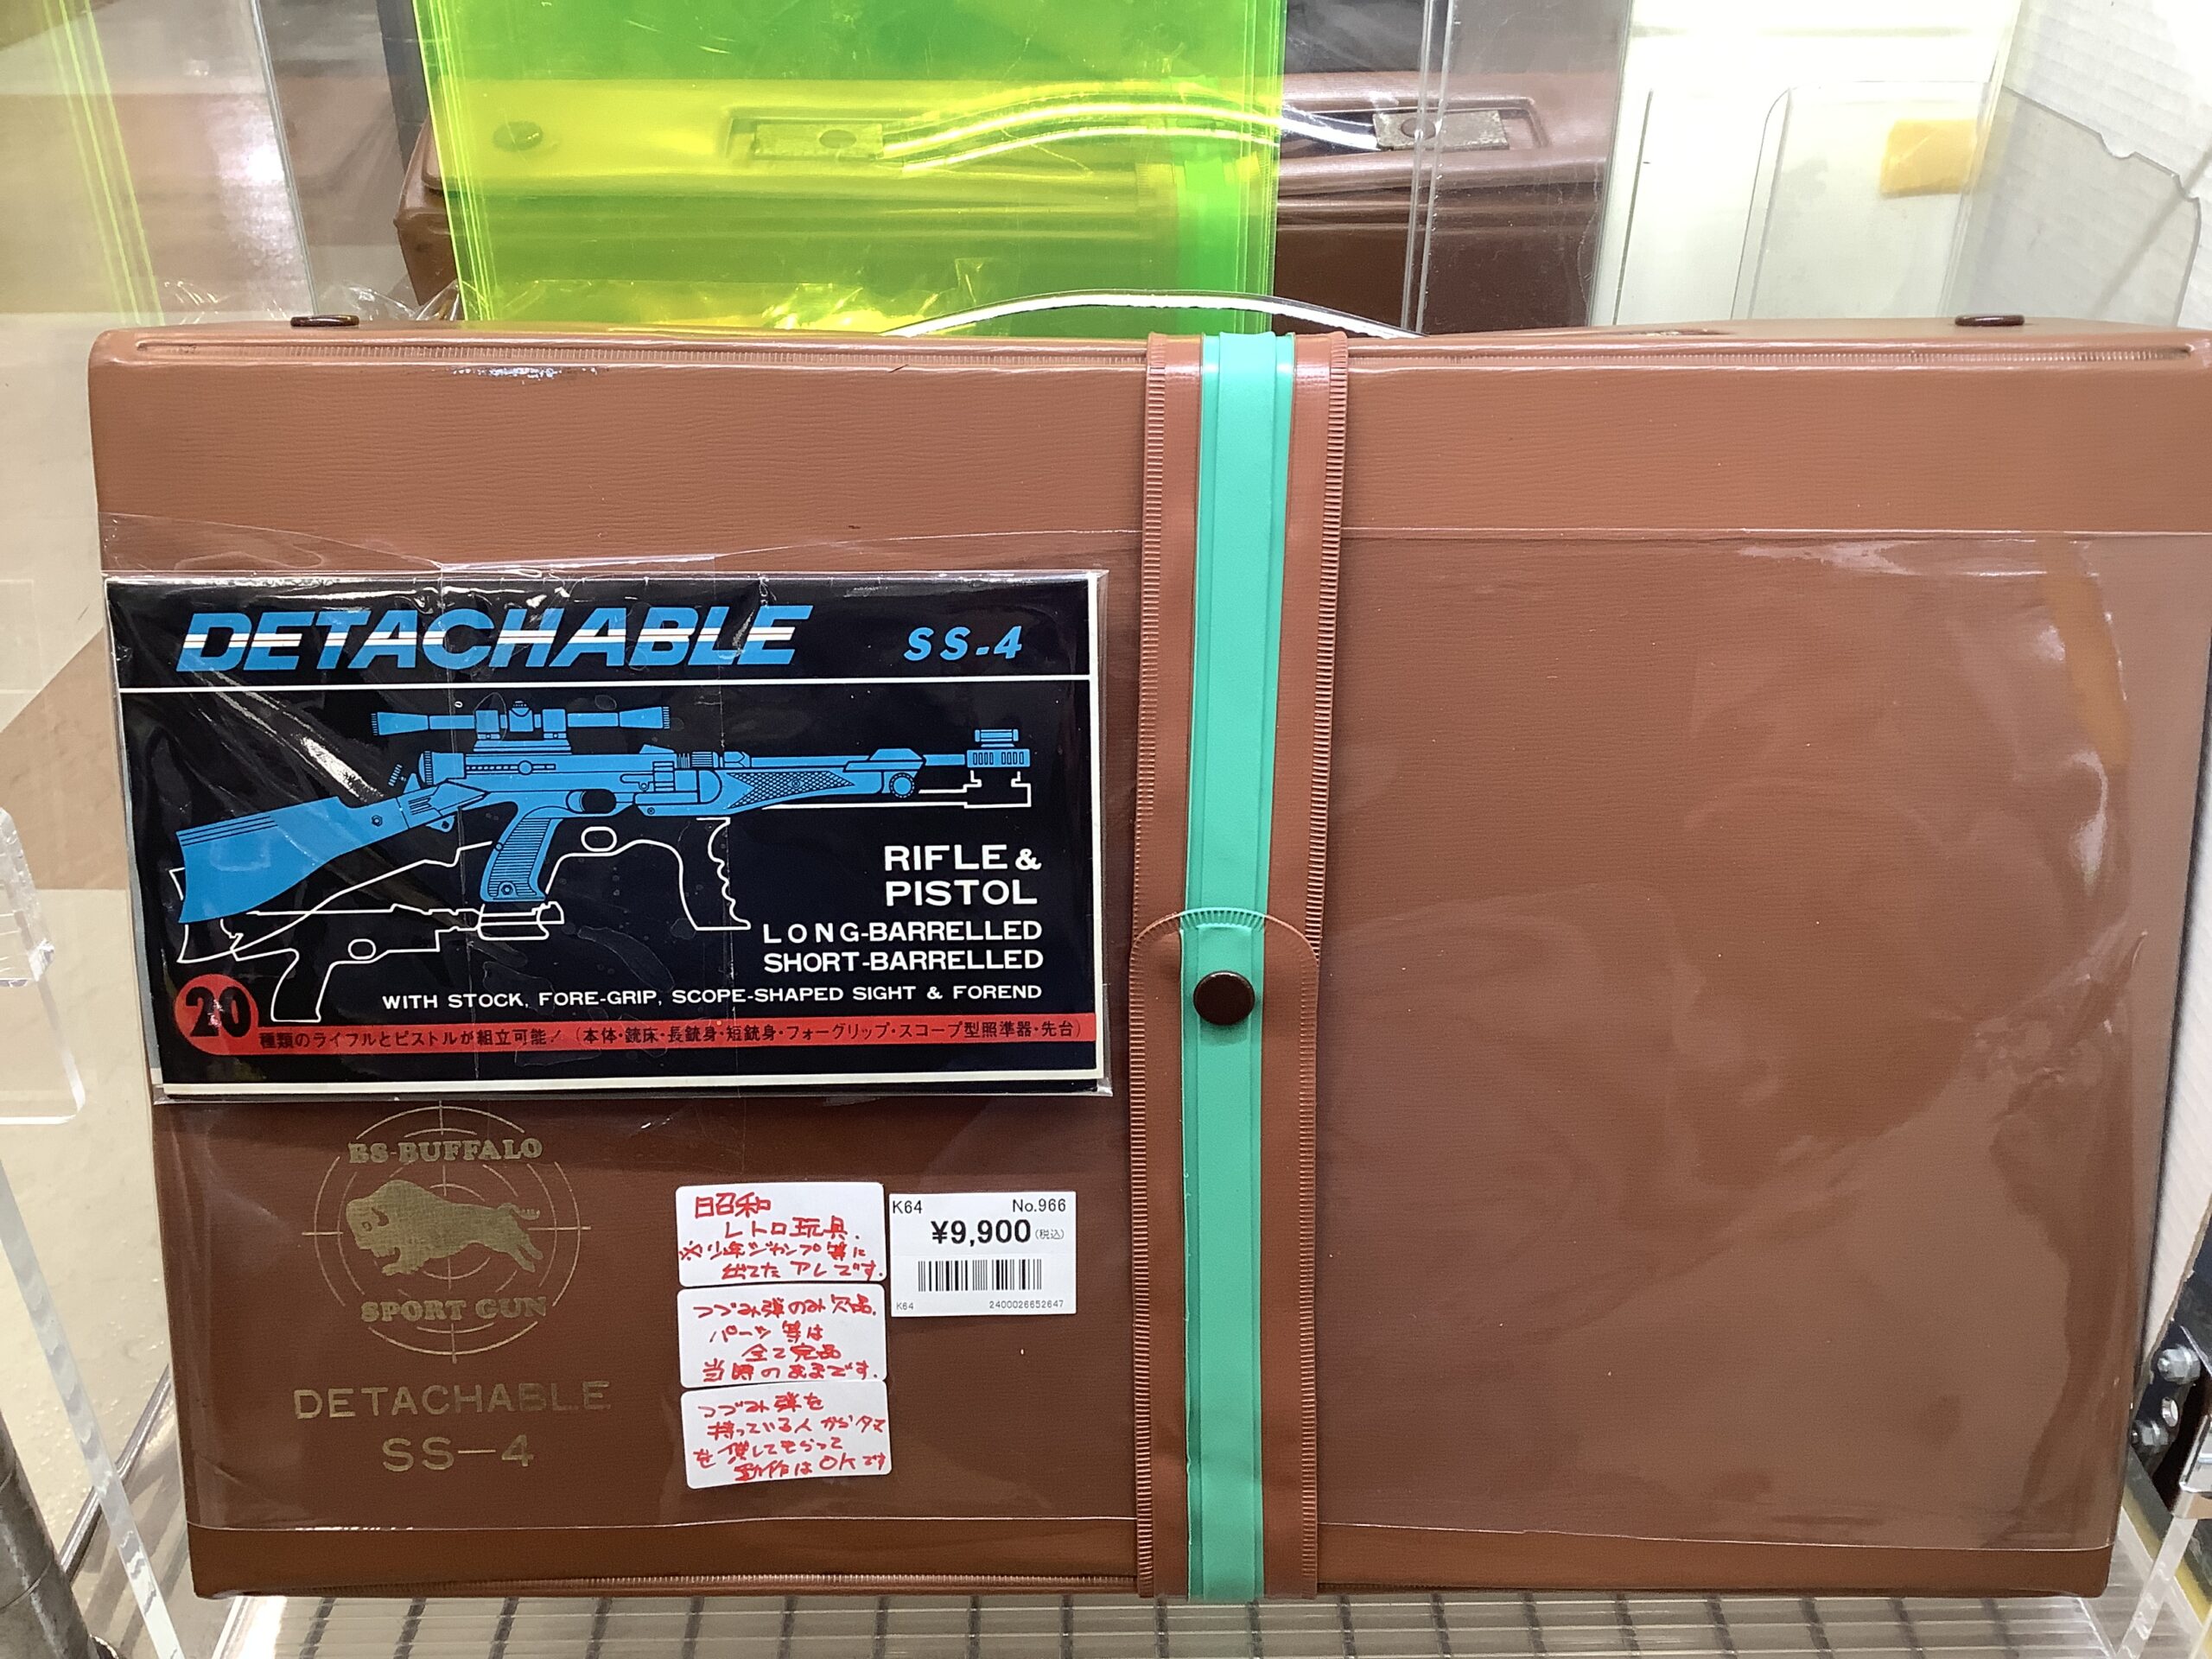 DETACHABLE SS-4
RIFLE &
PISTOL
LONG-BARRELLED
SHORT-BARRELLED
WITH STOCK, FORE-GRIP, SCOPE-SHAPED SIGHT & FOREND
20種類のライフルとピストルが組立可能!(本体・銃床・長銃身・短銃身・フォーグリップ・スコープ型照準器・先台)
BS-BUFFALO
SPORT GUN
DETACHABLE
SS-4
旧昭和
レトロ玩具.
※少年ジャンプ等に
出てたアレです.
つづみ弾のみ欠品.
パーツ等は
全て完品
当時のままです.
つづみ弾を
持っている人からタマ
を貸してもらって
動作はOKです
K64 No.966
¥9,900(税込)
K64 2400026652647